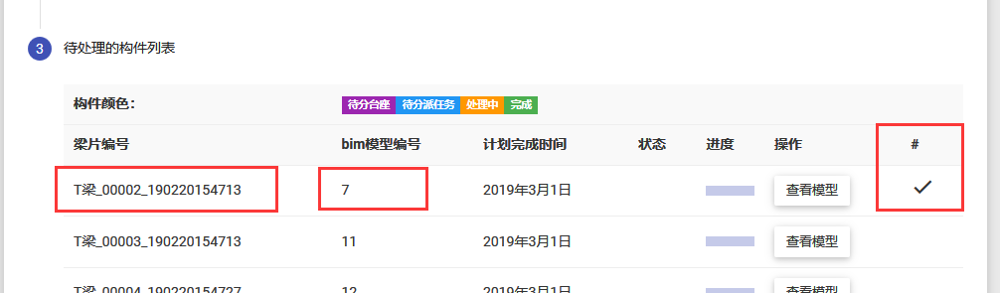 3 待处理的构件列表
构件颜色： 待分台座 待分派任务 处理中 完成
梁片编号 bim模型编号 计划完成时间 状态 进度 操作 #
T梁_00002_190220154713 7 2019年3月1日 查看模型
T梁_00003_190220154713 11 2019年3月1日 查看模型
T梁_00004_190220154727 12 2019年3月1日 查看模型